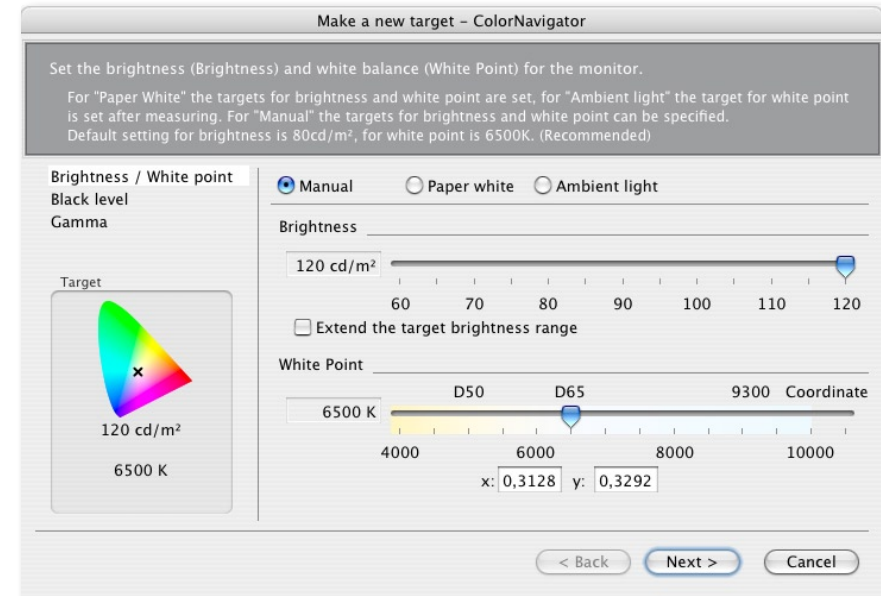 Make a new target – ColorNavigator
Set the brightness (Brightness) and white balance (White Point) for the monitor.
For "Paper White" the targets for brightness and white point are set, for "Ambient light" the target for white point
is set after measuring. For "Manual" the targets for brightness and white point can be specified.
Default setting for brightness is 80cd/m², for white point is 6500K. (Recommended)
Brightness / White point
Black level
Gamma
Target
120 cd/m²
6500 K
Manual Paper white Ambient light
Brightness
120 cd/m²
60 70 80 90 100 110 120
Extend the target brightness range
White Point
D50 D65 9300 Coordinate
6500 K
4000 6000 8000 10000
x: 0,3128 y: 0,3292
< Back Next > Cancel